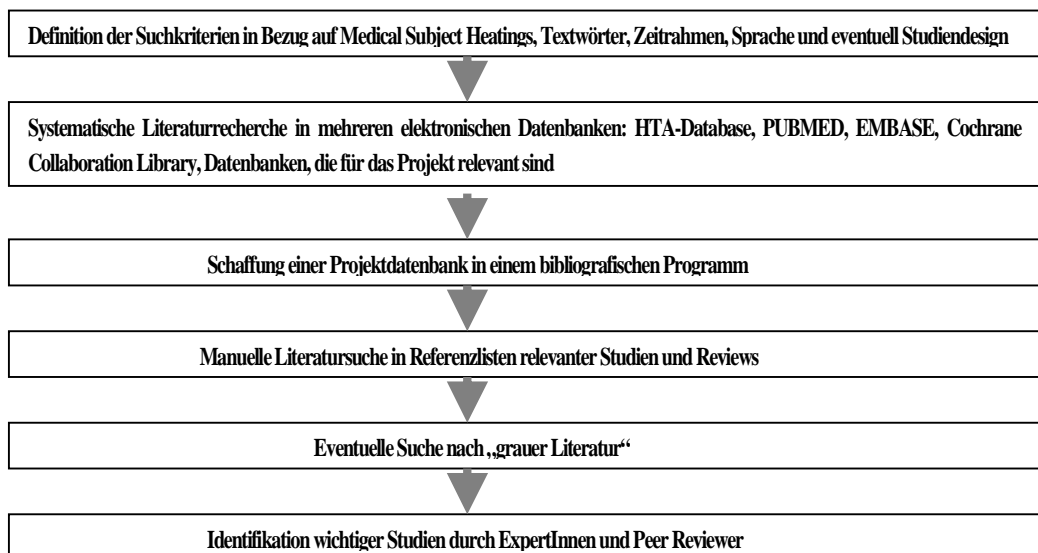 Definition der Suchkriterien in Bezug auf Medical Subject Heatings, Textwörter, Zeitrahmen, Sprache und eventuell Studiendesign
Systematische Literaturrecherche in mehreren elektronischen Datenbanken: HTA-Database, PUBMED, EMBASE, Cochrane
Collaboration Library, Datenbanken, die für das Projekt relevant sind
Schaffung einer Projektdatenbank in einem bibliografischen Programm
Manuelle Literatursuche in Referenzlisten relevanter Studien und Reviews
Eventuelle Suche nach „grauer Literatur“
Identifikation wichtiger Studien durch ExpertInnen und Peer Reviewer